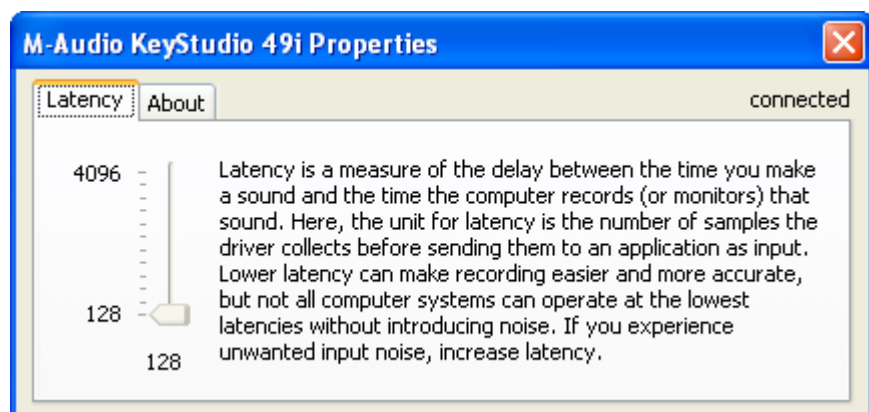 M-Audio KeyStudio 49i Properties
Latency
About
connected
4096
128
128
Latency is a measure of the delay between the time you make
a sound and the time the computer records (or monitors) that
sound. Here, the unit for latency is the number of samples the
driver collects before sending them to an application as input.
Lower latency can make recording easier and more accurate,
but not all computer systems can operate at the lowest
latencies without introducing noise. If you experience
unwanted input noise, increase latency.